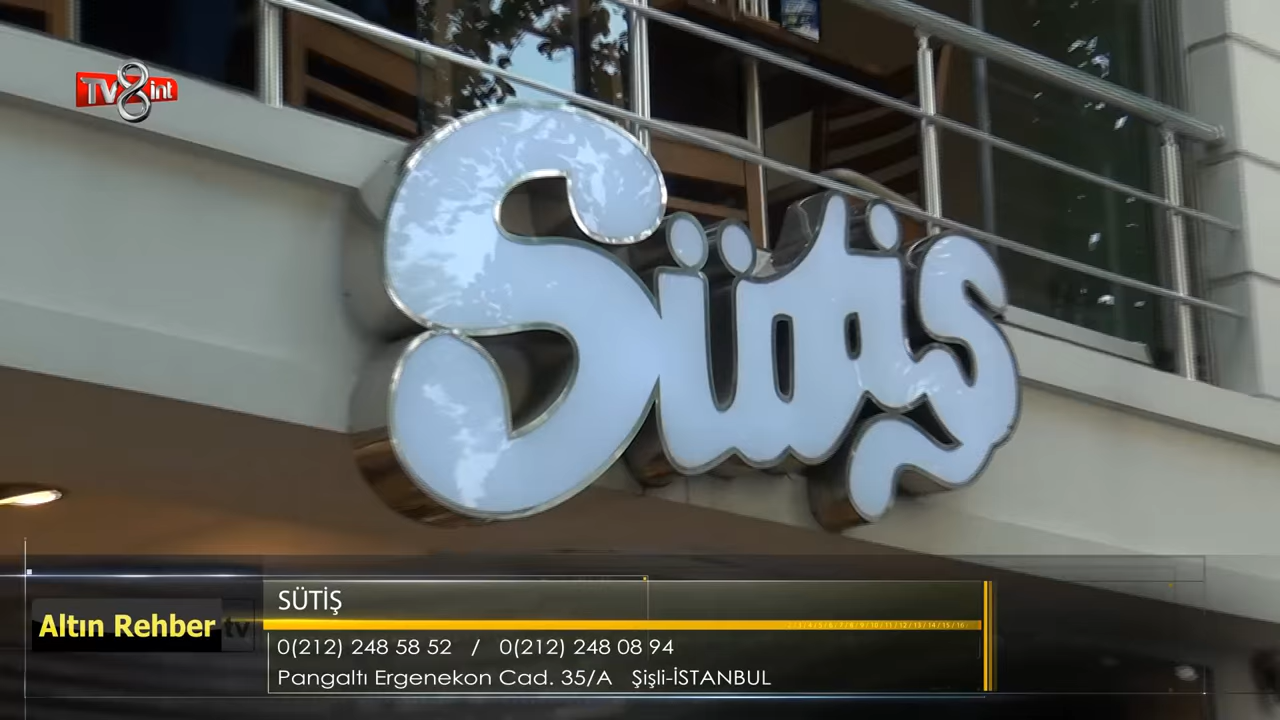 TV8int
Sütiş
SÜTİŞ
Altın Rehber tv
0(212) 248 58 52 / 0(212) 248 08 94
Pangaltı Ergenekon Cad. 35/A Şişli-İSTANBUL